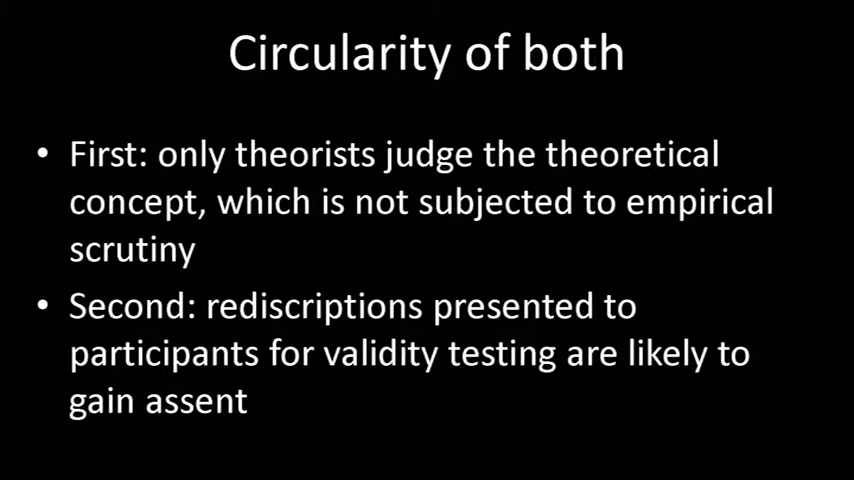 Circularity of both
• First: only theorists judge the theoretical
concept, which is not subjected to empirical
scrutiny
• Second: rediscriptions presented to
participants for validity testing are likely to
gain assent